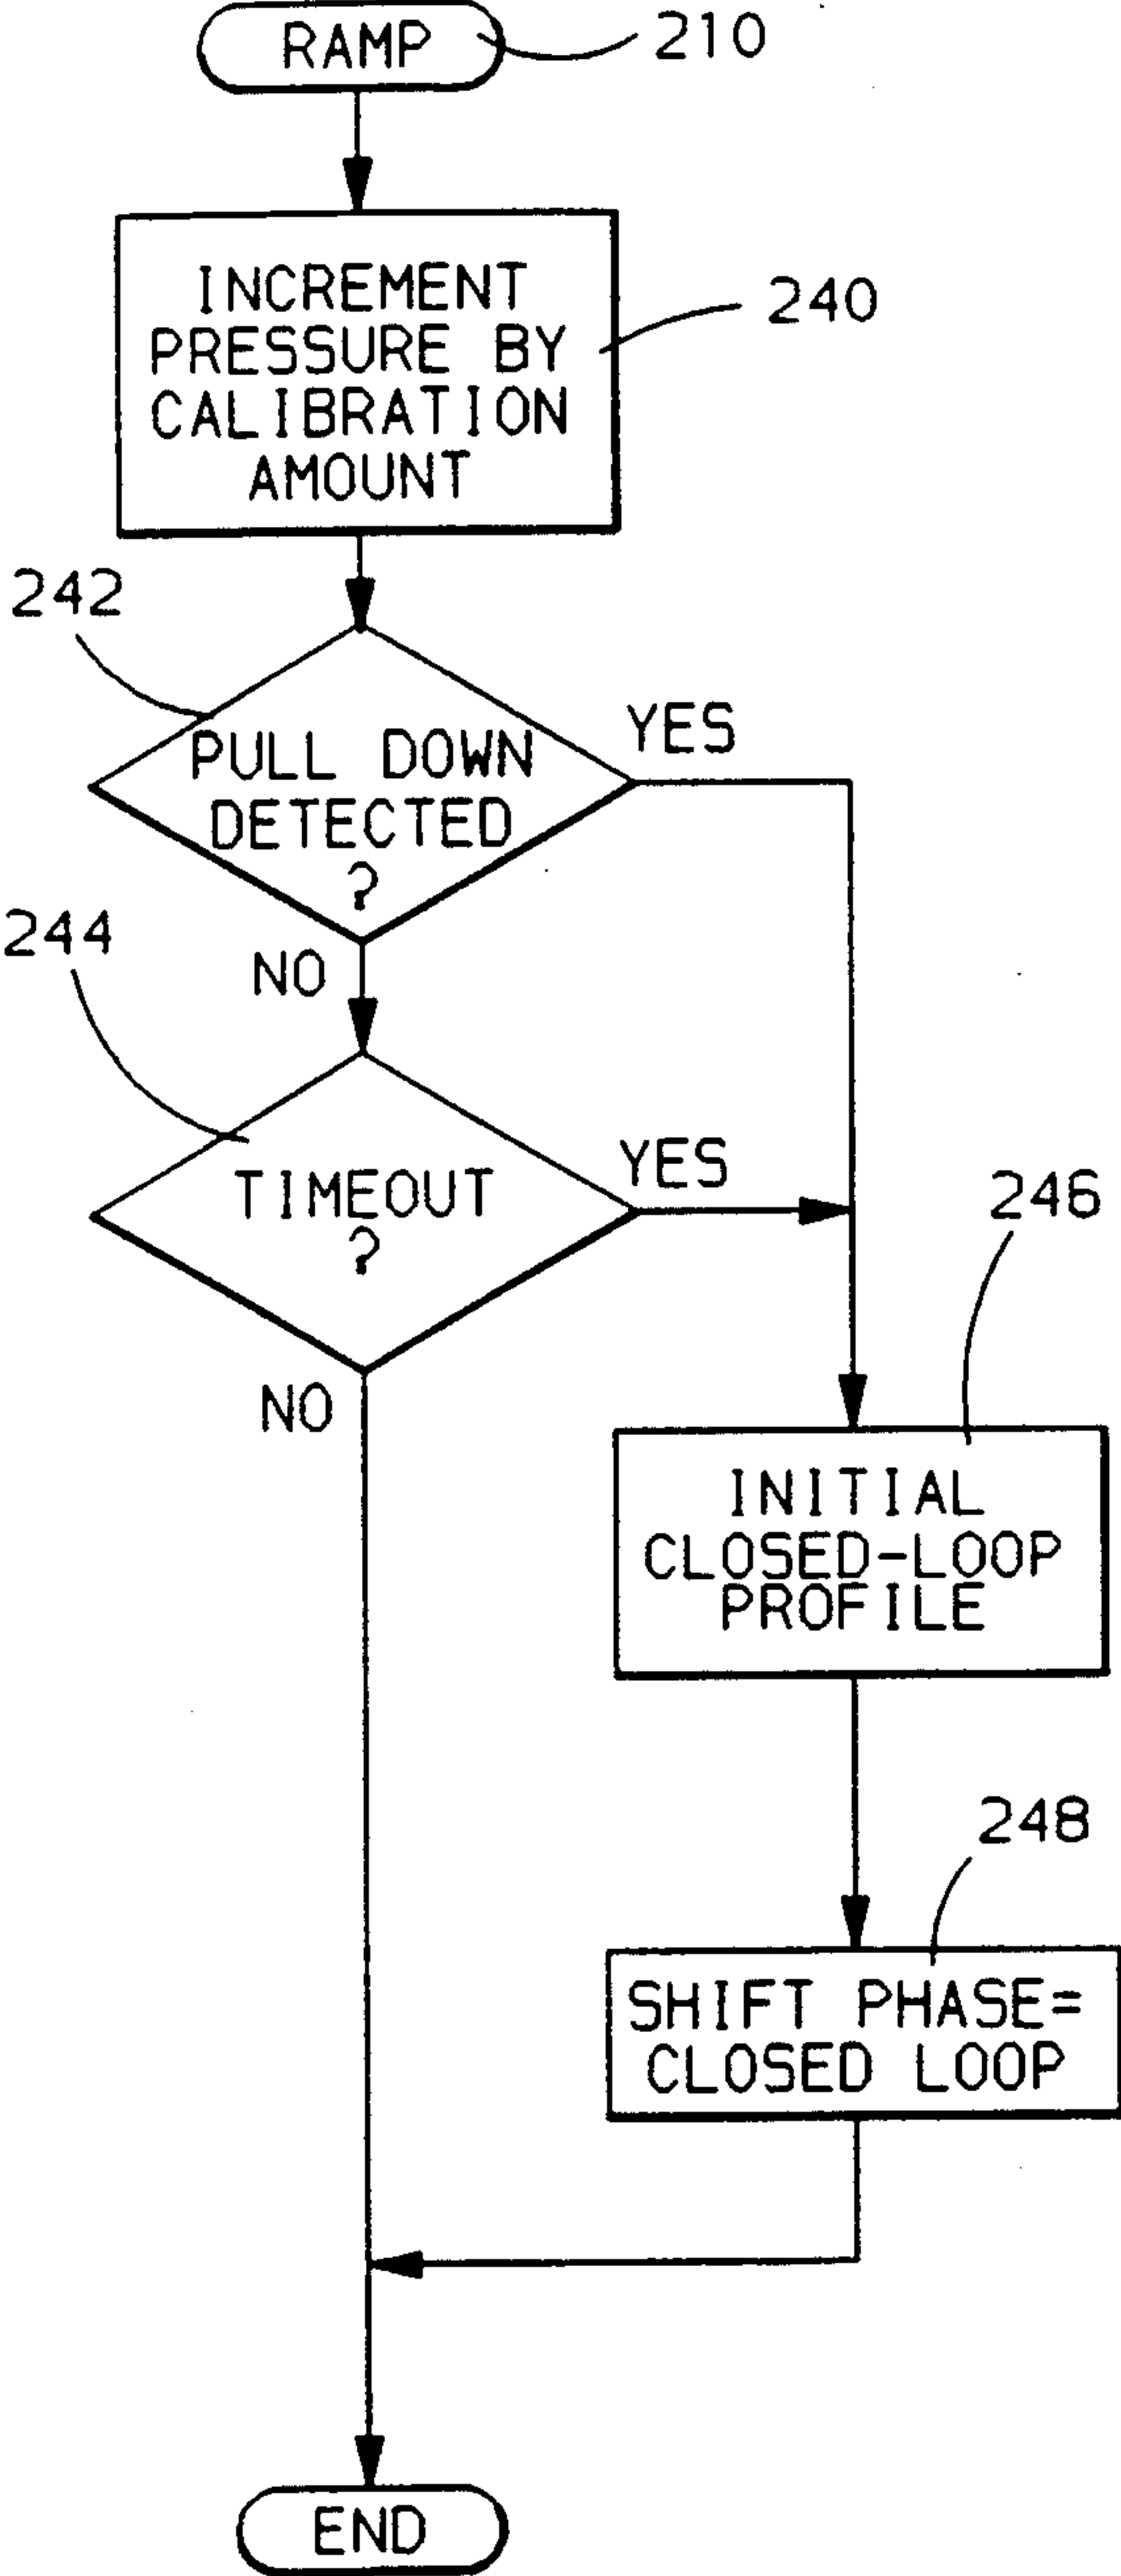 RAMP
210
INCREMENT
PRESSURE BY
CALIBRATION
AMOUNT
240
242
PULL DOWN
DETECTED
?
YES
NO
244
TIMEOUT
?
YES
NO
246
INITIAL
CLOSED-LOOP
PROFILE
248
SHIFT PHASE=
CLOSED LOOP
END